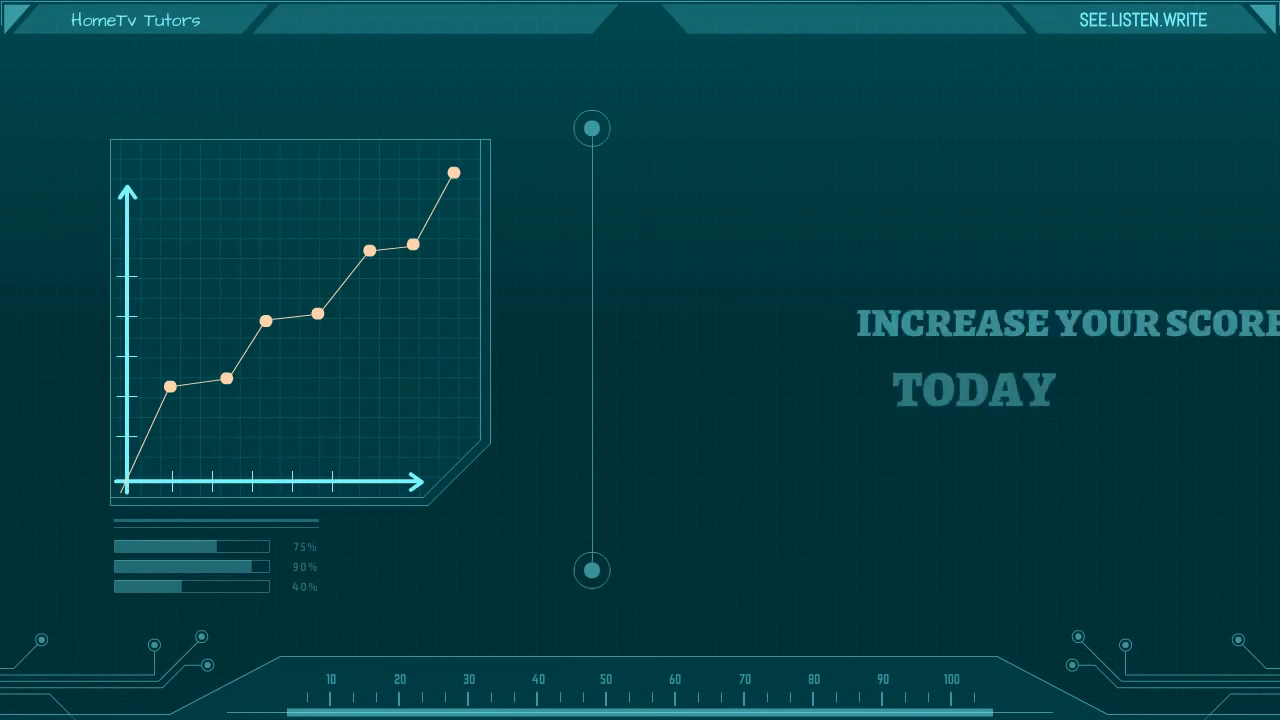 HomeTv Tutors
SEE.LISTEN.WRITE
INCREASE YOUR SCORE
TODAY
75%
90%
40%
10 20 30 40 50 60 70 80 90 100